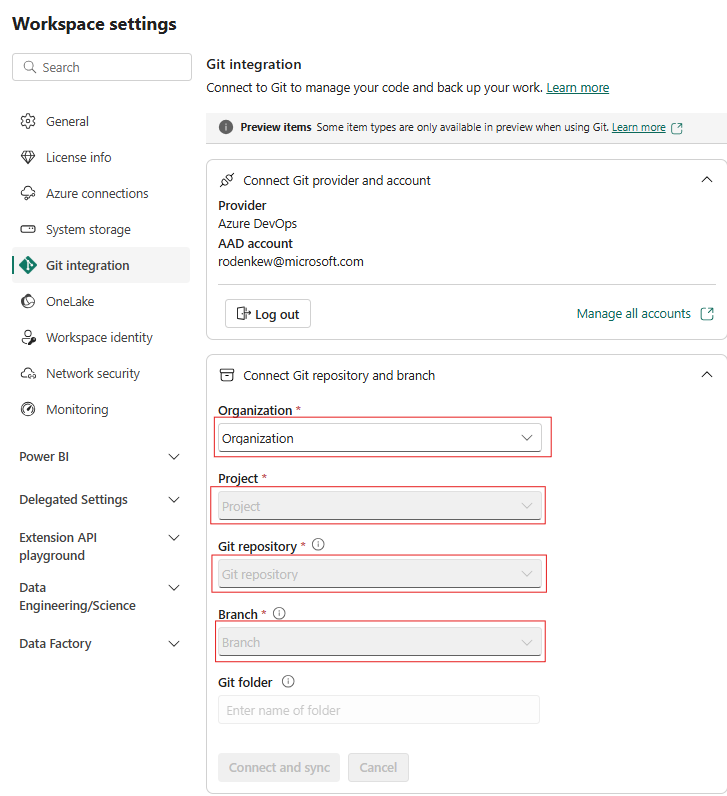 Workspace settings
Search
General
License info
Azure connections
System storage
Git integration
OneLake
Workspace identity
Network security
Monitoring
Power BI
Delegated Settings
Extension API
playground
Data
Engineering/Science
Data Factory
Git integration
Connect to Git to manage your code and back up your work. Learn more
Preview items Some item types are only available in preview when using Git. Learn more
Connect Git provider and account
Provider
Azure DevOps
AAD account
rodenkew@microsoft.com
Log out
Manage all accounts
Connect Git repository and branch
Organization *
Organization
Project *
Project
Git repository *
Git repository
Branch *
Branch
Git folder
Enter name of folder
Connect and sync
Cancel